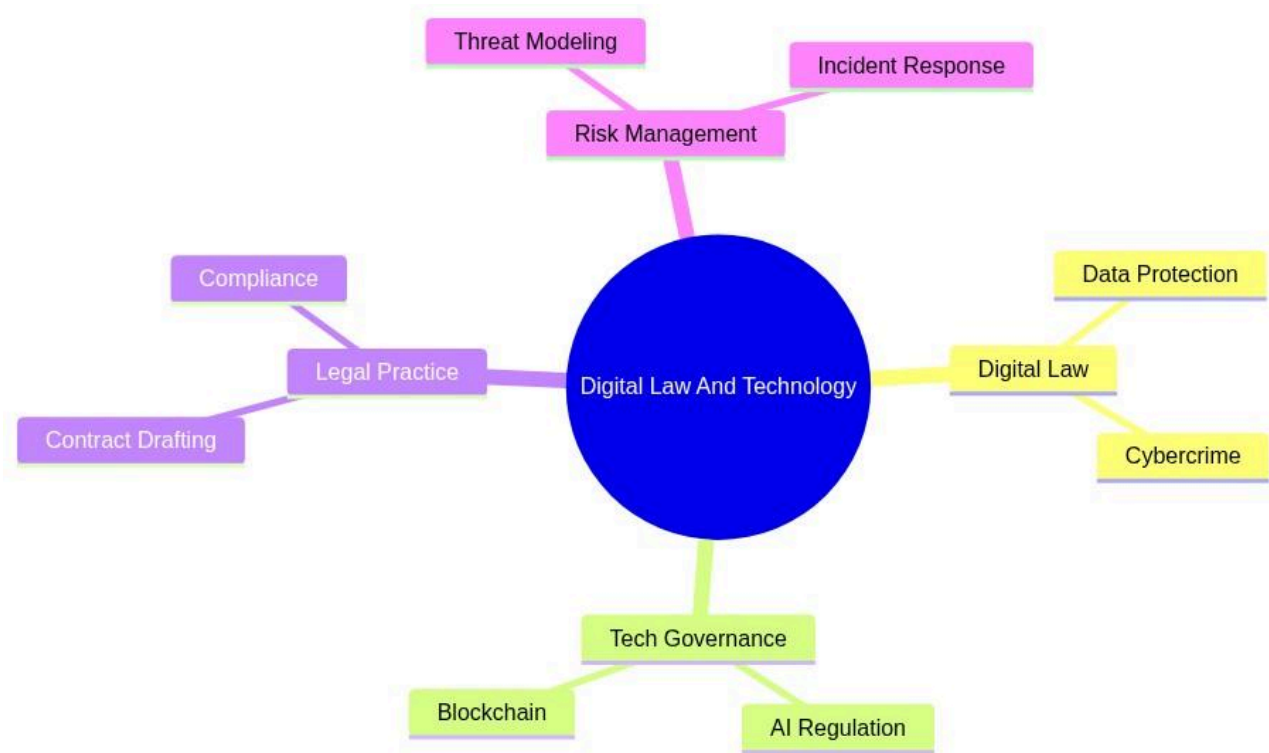 Threat Modeling
Incident Response
Risk Management
Compliance
Data Protection
Legal Practice
Digital Law And Technology
Digital Law
Contract Drafting
Cybercrime
Tech Governance
Blockchain
AI Regulation